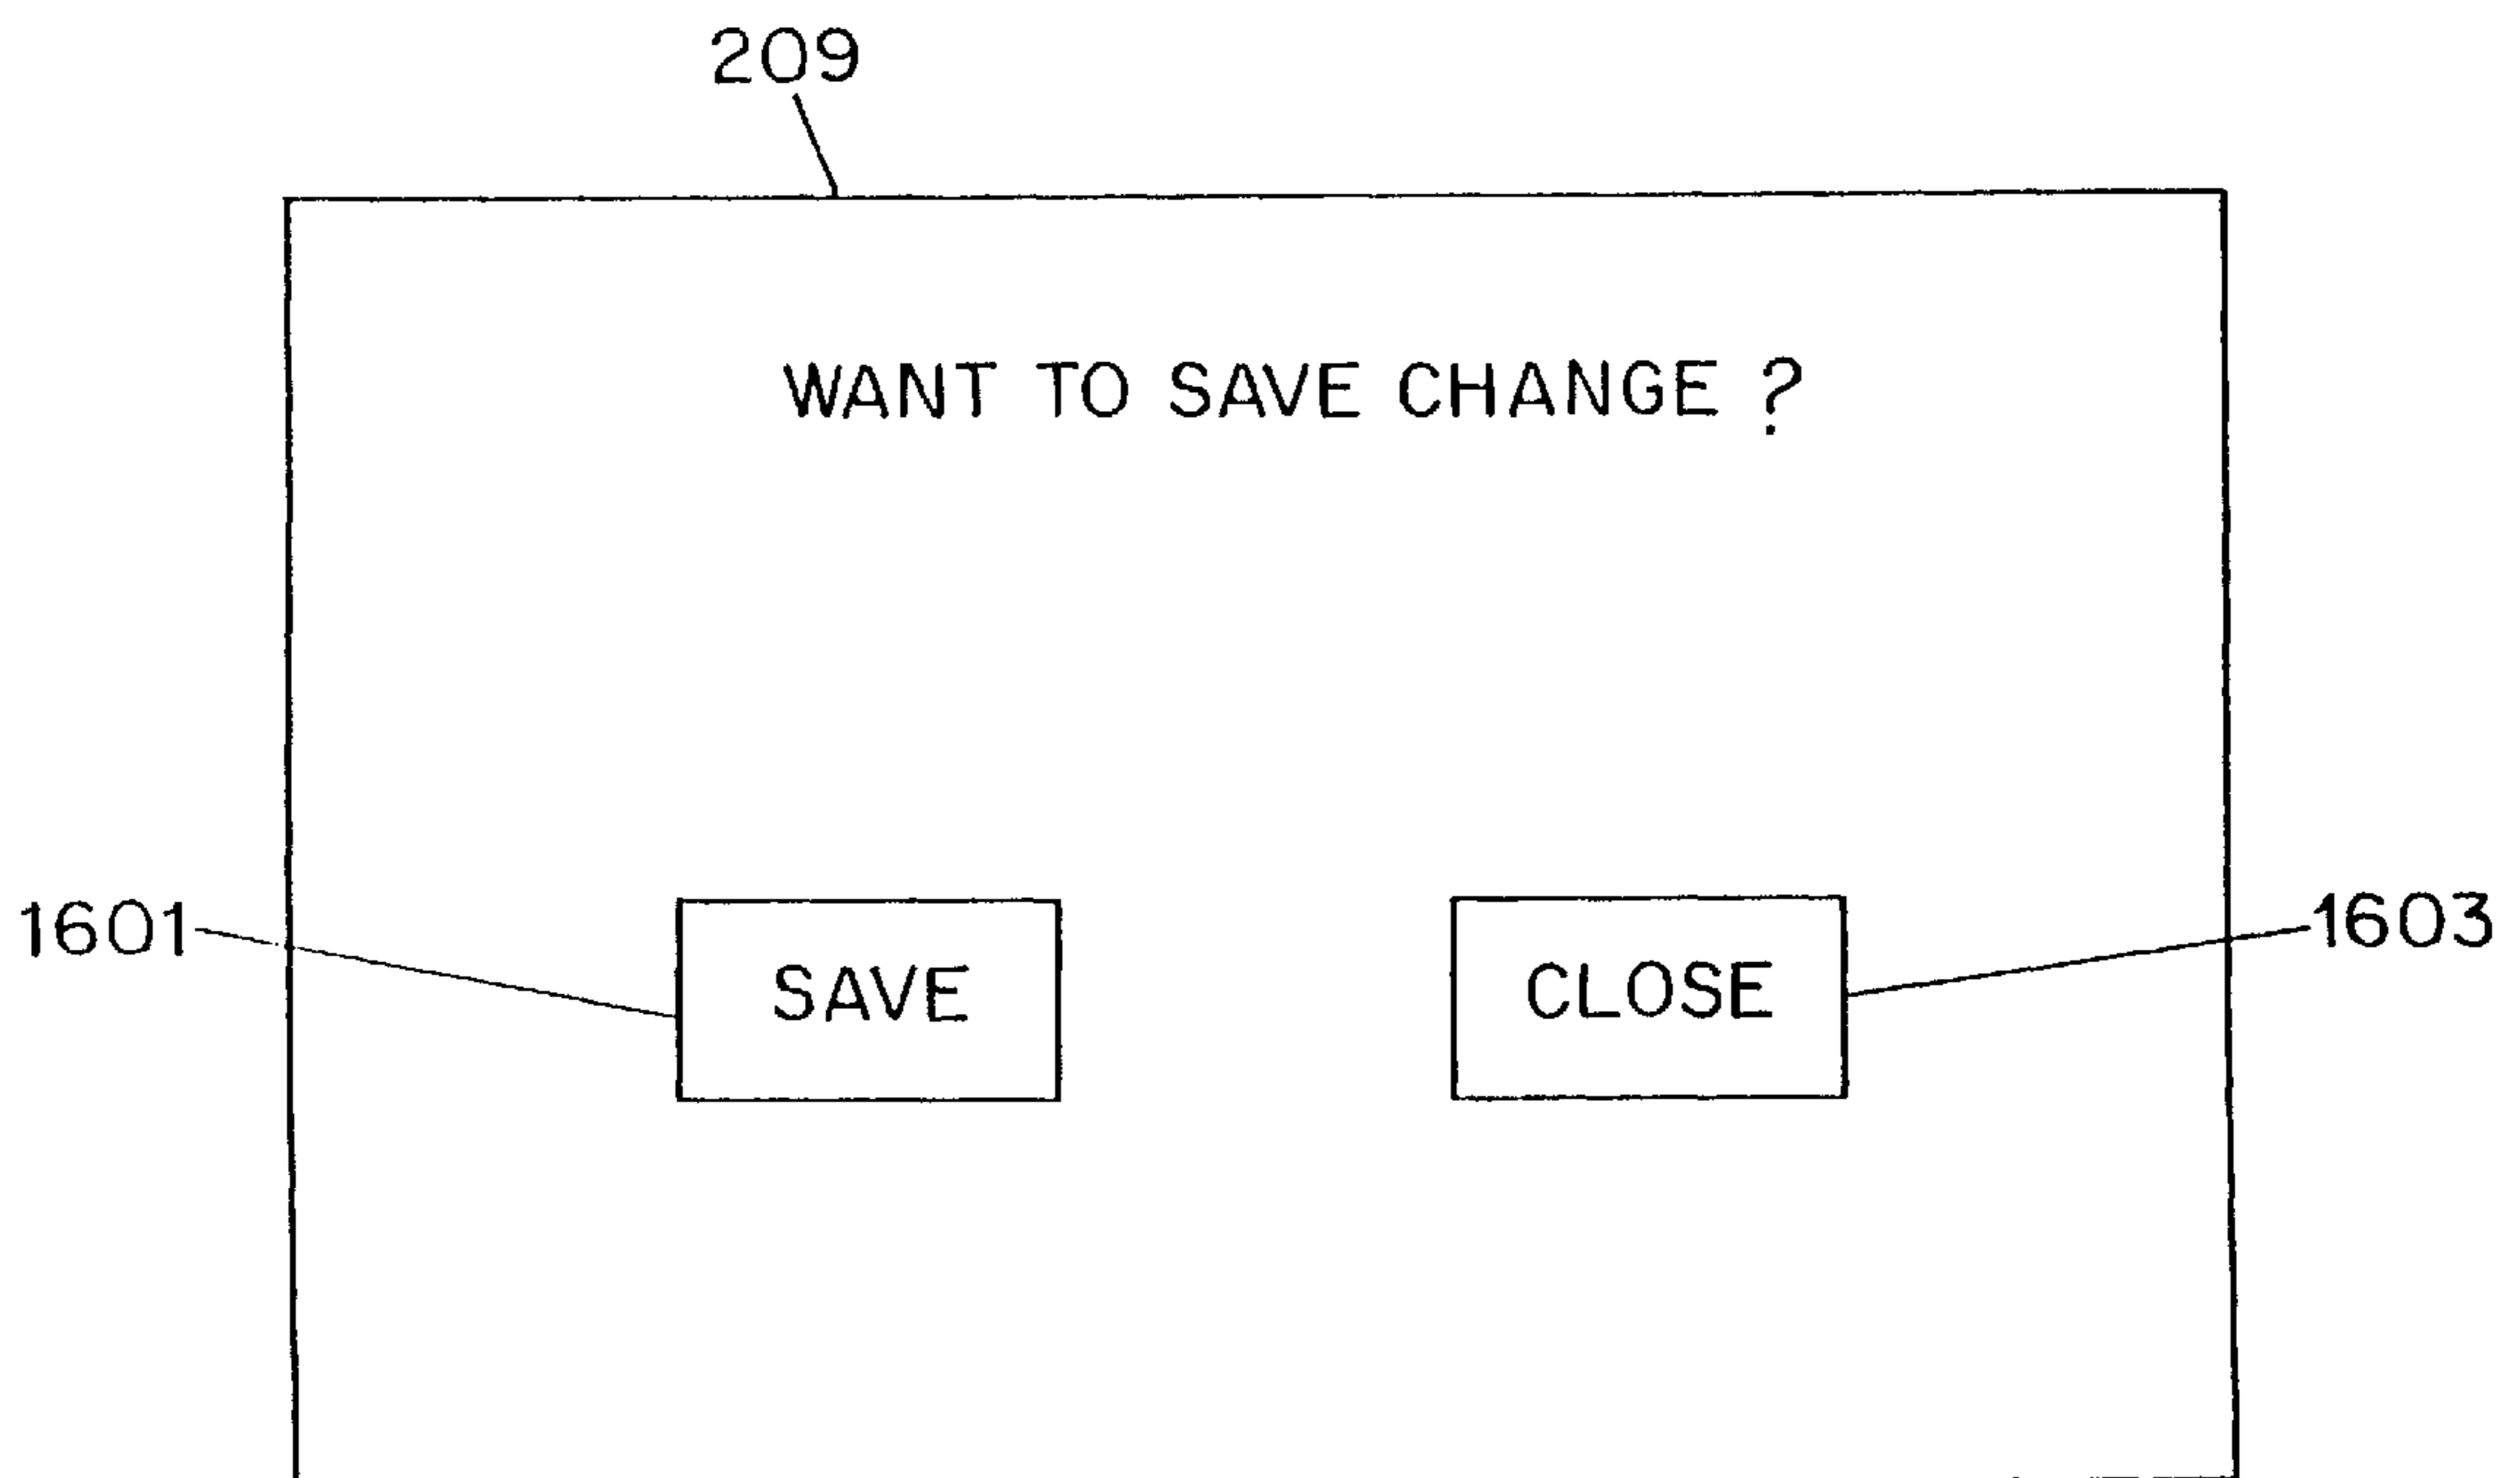 209
WANT TO SAVE CHANGE ?
1601
SAVE
CLOSE
1603